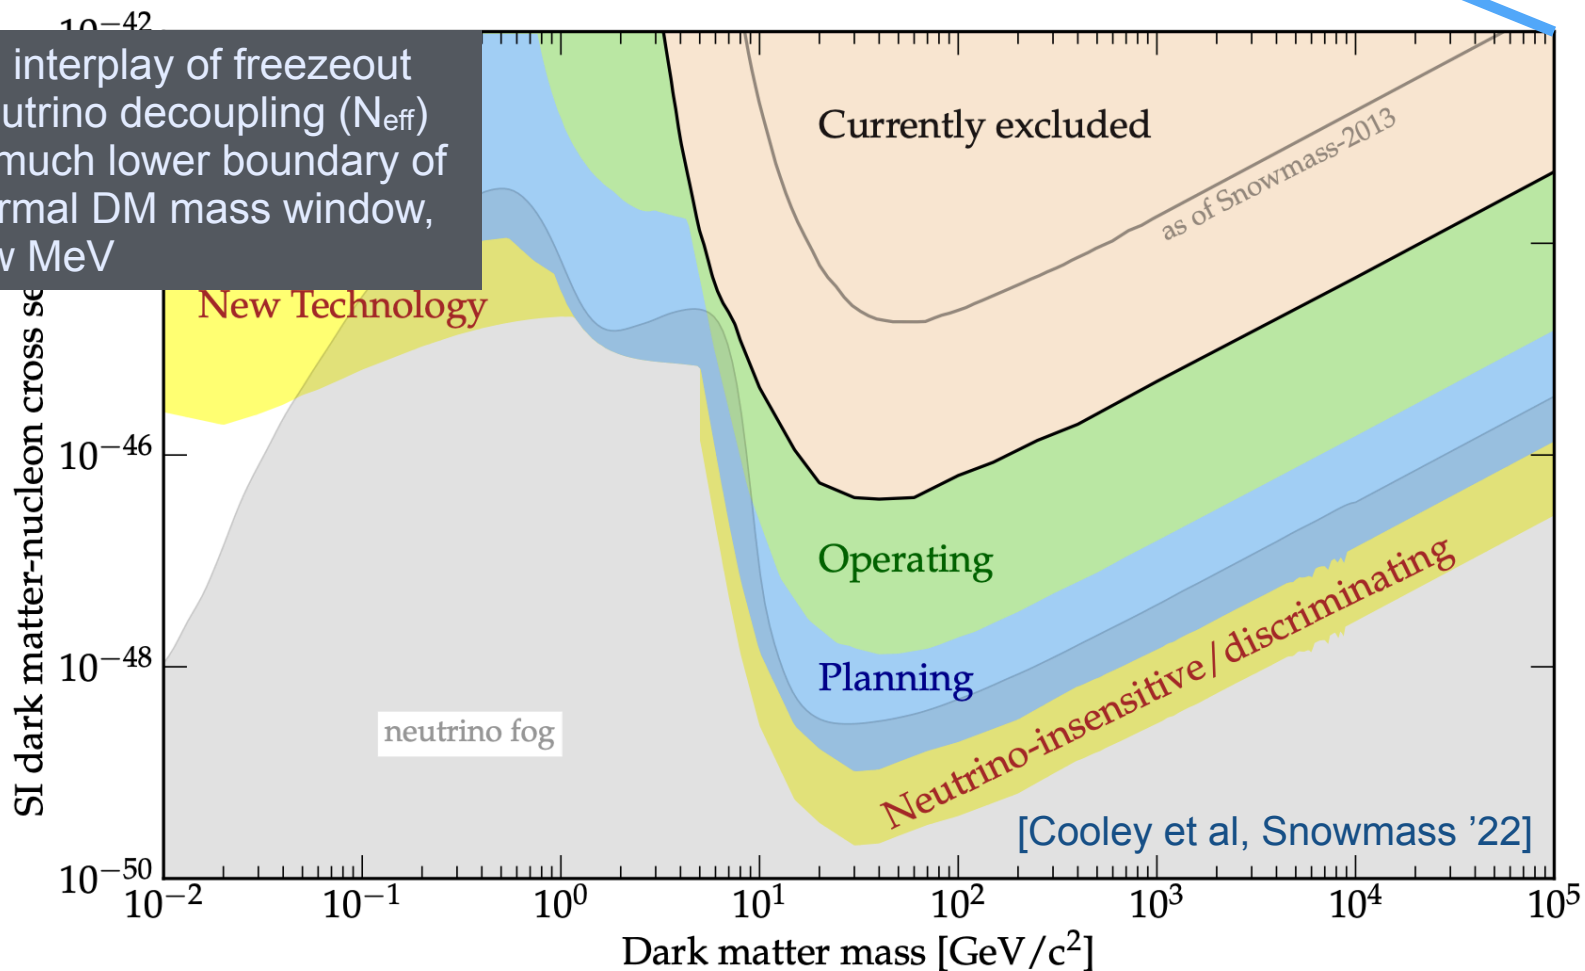 10−42
interplay of freezeout
utrino decoupling (Neff)
much lower boundary of
rmal DM mass window,
w MeV
Currently excluded
as of Snowmass-2013
New Technology
SI dark matter-nucleon cross se
10−46
Operating
10−48
Planning
Neutrino-insensitive/discriminating
neutrino fog
[Cooley et al, Snowmass ’22]
10−50
10−2 10−1 100 101 102 103 104 105
Dark matter mass [GeV/c2]